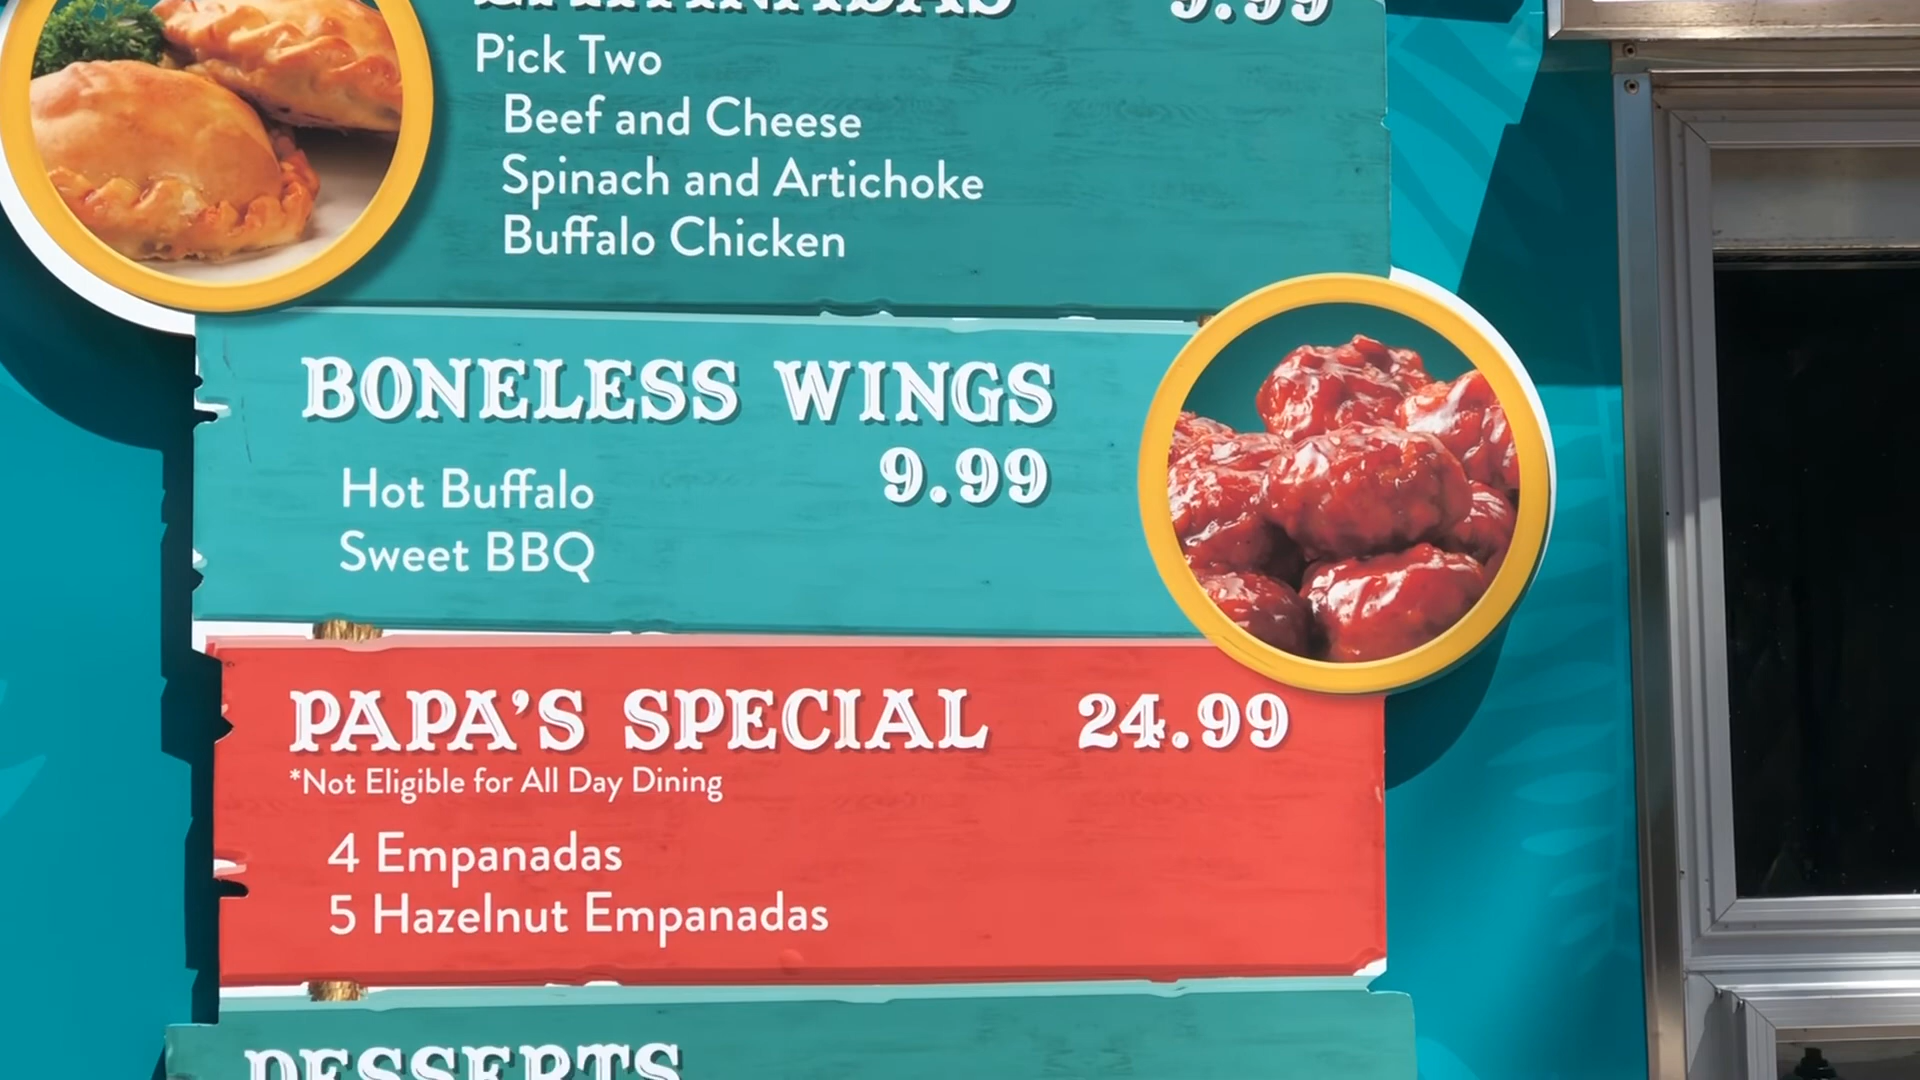 Pick Two
Beef and Cheese
Spinach and Artichoke
Buffalo Chicken
BONELESS WINGS
9.99
Hot Buffalo
Sweet BBQ
PAPA'S SPECIAL 24.99
*Not Eligible for All Day Dining
4 Empanadas
5 Hazelnut Empanadas
DESSERTS